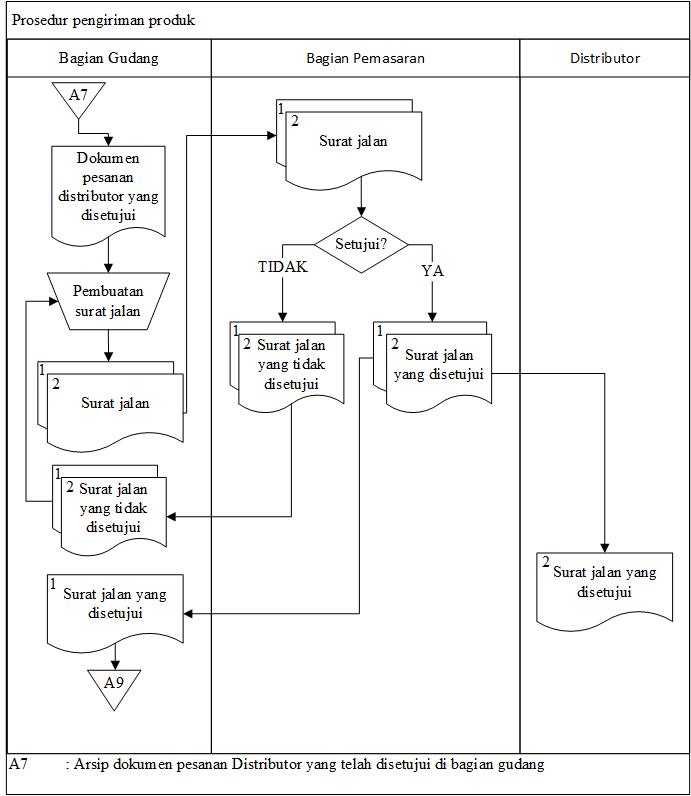 Prosedur pengiriman produk
Bagian Gudang
Bagian Pemasaran
Distributor
A7
Dokumen
pesanan
distributor yang
disetujui
Pembuatan
surat jalan
1
2
Surat jalan
1
2 Surat jalan
yang tidak
disetujui
1
Surat jalan yang
disetujui
A9
1
2
Surat jalan
Setujui?
TIDAK
YA
1
2 Surat jalan
yang tidak
disetujui
1
2
Surat jalan
yang disetujui
2
Surat jalan yang
disetujui
A7 : Arsip dokumen pesanan Distributor yang telah disetujui di bagian gudang